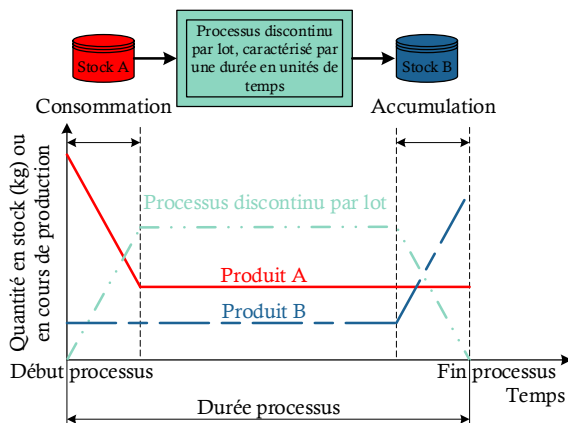 Processus discontinu
par lot, caractérisé par
une durée en unités de
temps
Stock A
Stock B
Consommation
Accumulation
Quantité en stock (kg) ou
en cours de production
Processus discontinu par lot
Produit A
Produit B
Début processus
Fin processus
Temps
Durée processus